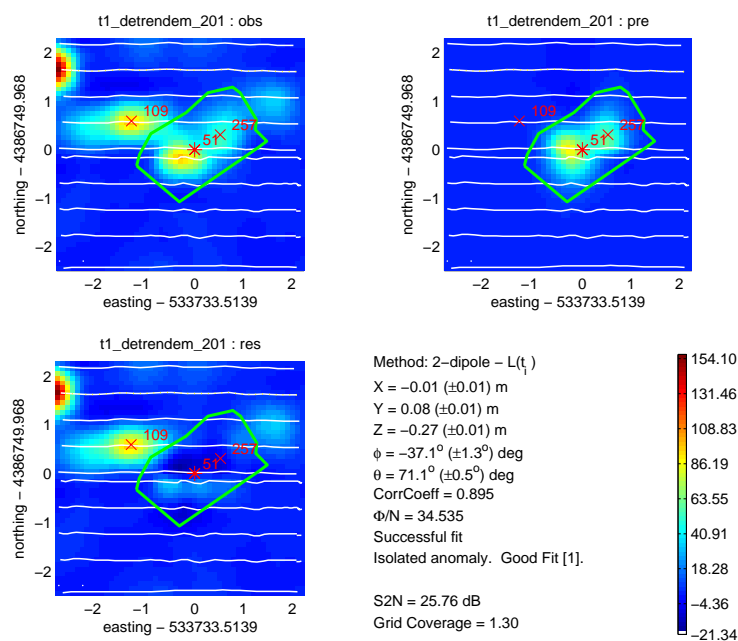 t1_detrendem_201 : obs
2
1
0
−1
−2
northing − 4386749.968
109
51
257
−2
−1
0
1
2
easting − 533733.5139
t1_detrendem_201 : pre
2
1
0
−1
−2
northing − 4386749.968
109
51
257
−2
−1
0
1
2
easting − 533733.5139
t1_detrendem_201 : res
2
1
0
−1
−2
northing − 4386749.968
109
51
257
−2
−1
0
1
2
easting − 533733.5139
Method: 2−dipole − L(t_i)
X = −0.01 (±0.01) m
Y = 0.08 (±0.01) m
Z = −0.27 (±0.01) m
ϕ = −37.1° (±1.3°) deg
θ = 71.1° (±0.5°) deg
CorrCoeff = 0.895
Φ/N = 34.535
Successful fit
Isolated anomaly. Good Fit [1].
S2N = 25.76 dB
Grid Coverage = 1.30
154.10
131.46
108.83
86.19
63.55
40.91
18.28
−4.36
−21.34